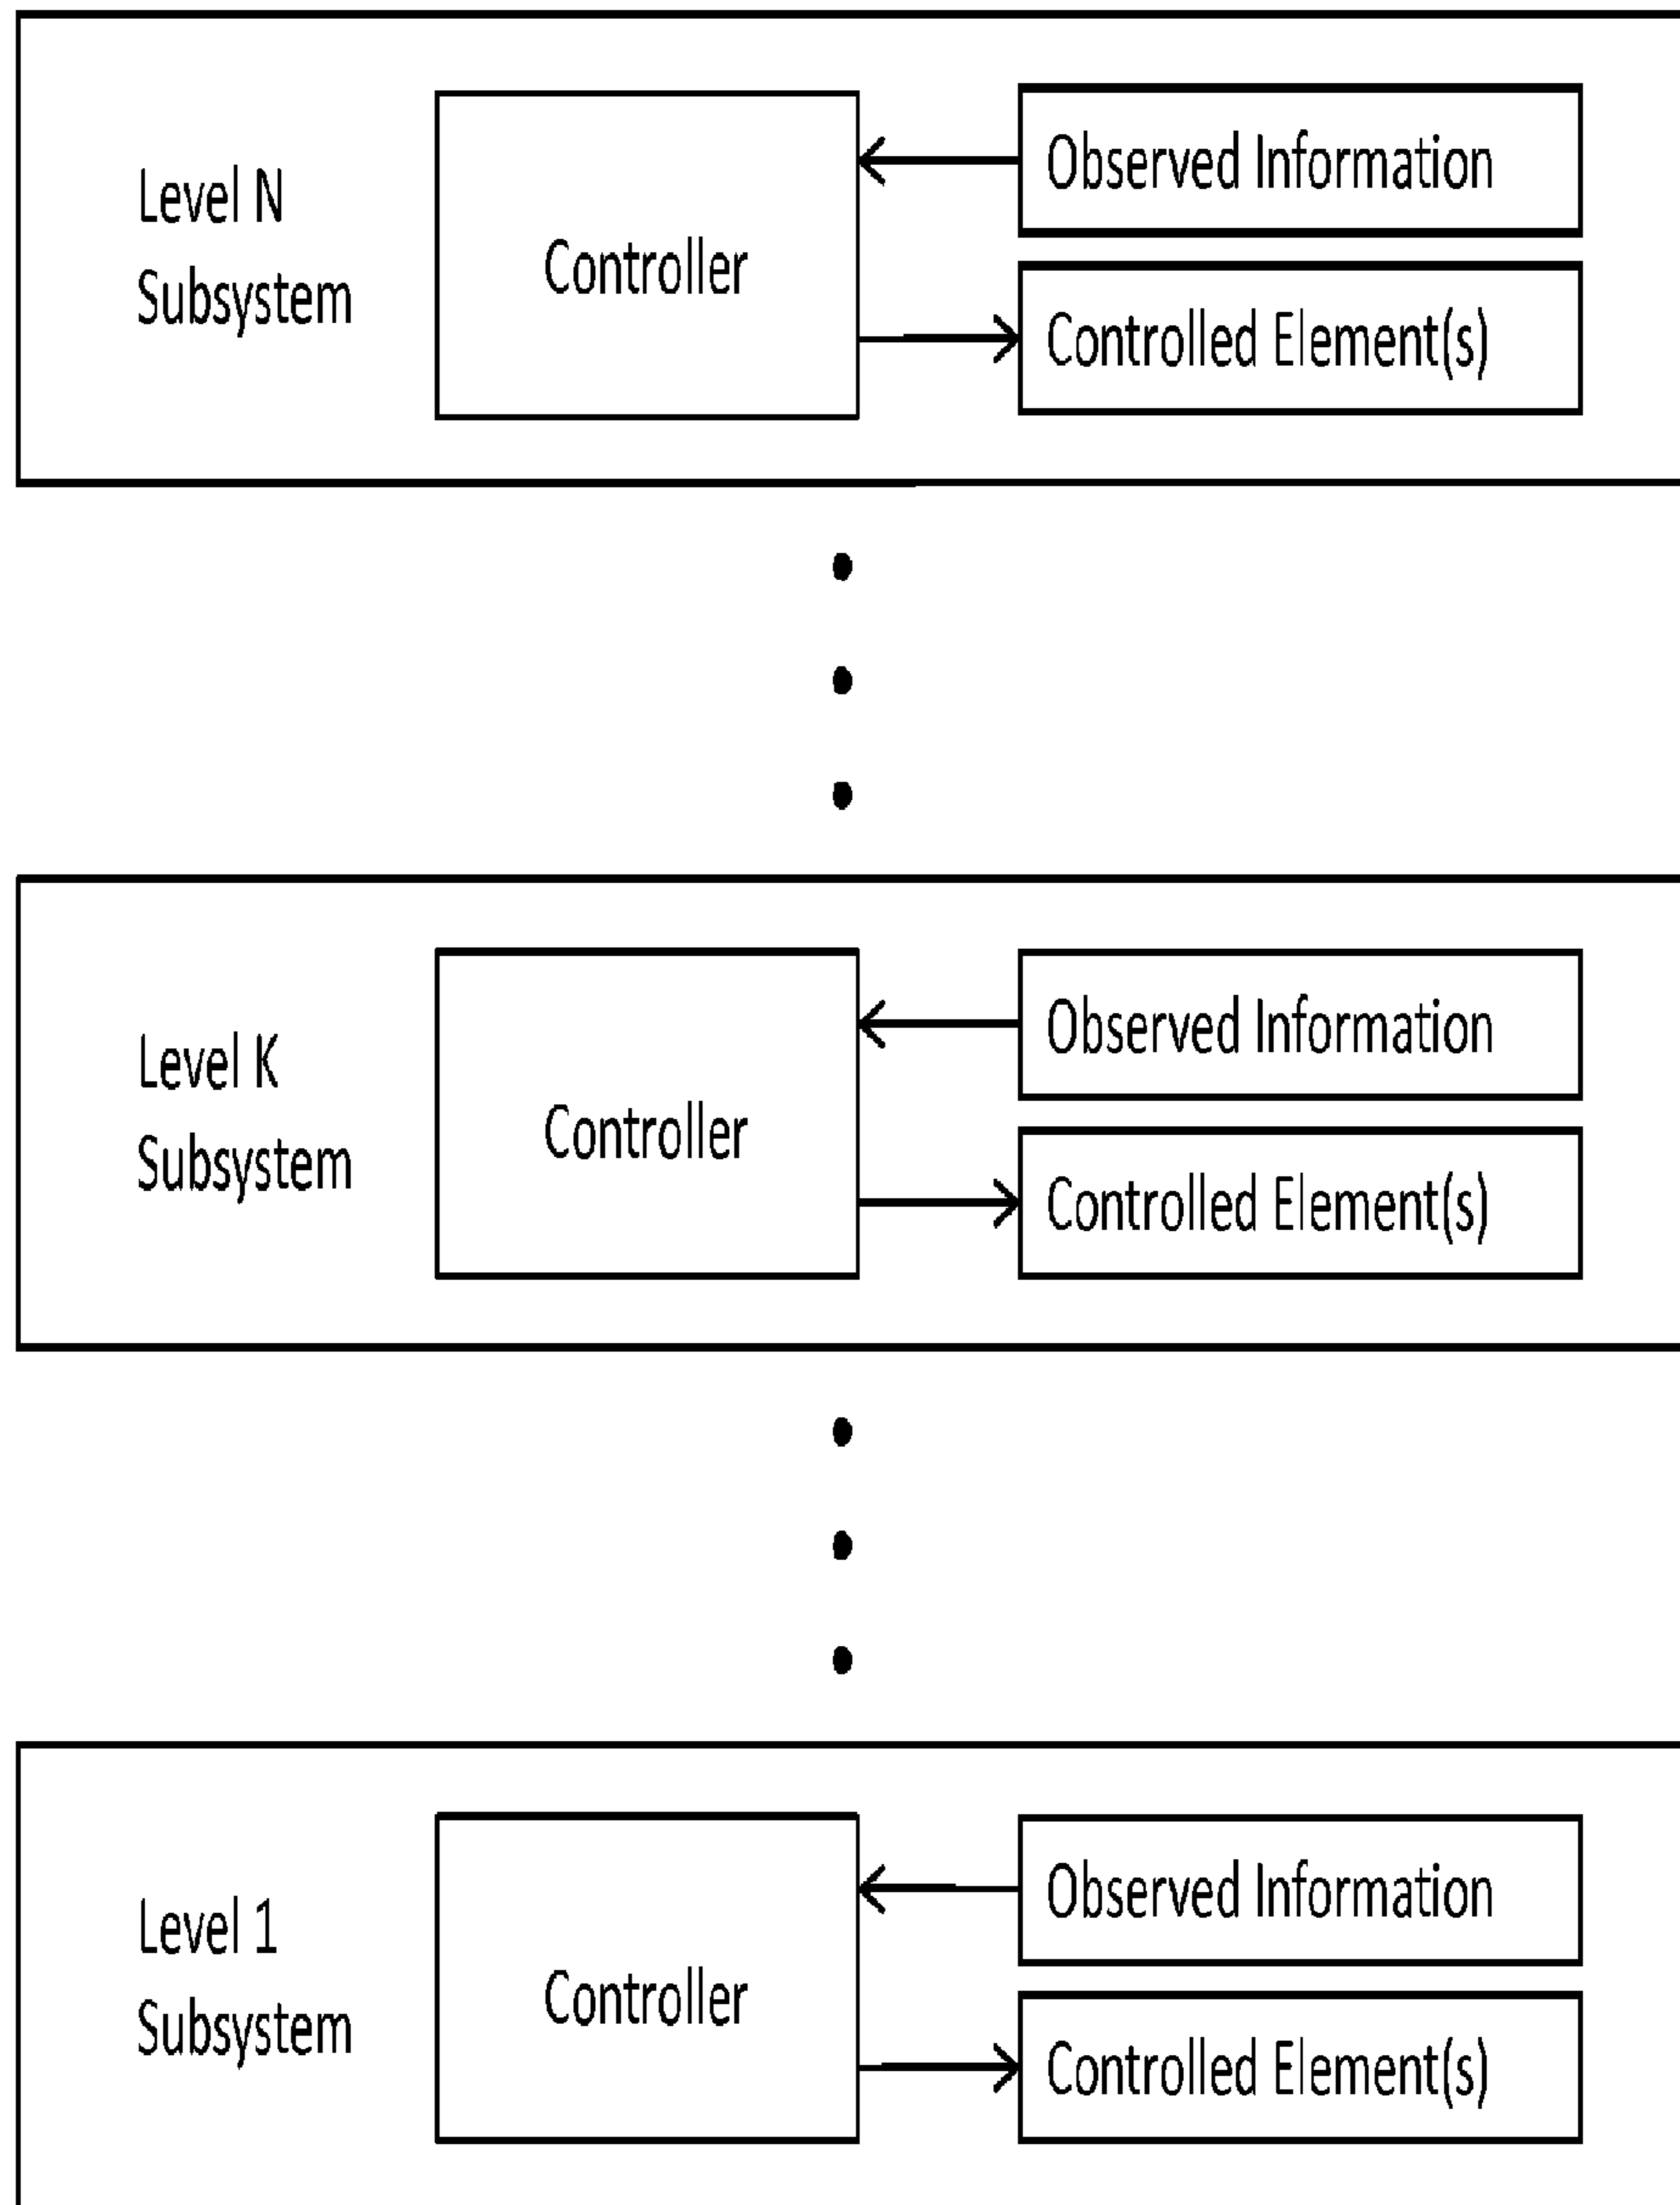 Level N
Subsystem
Controller
Observed Information
Controlled Element(s)
Level K
Subsystem
Controller
Observed Information
Controlled Element(s)
Level 1
Subsystem
Controller
Observed Information
Controlled Element(s)